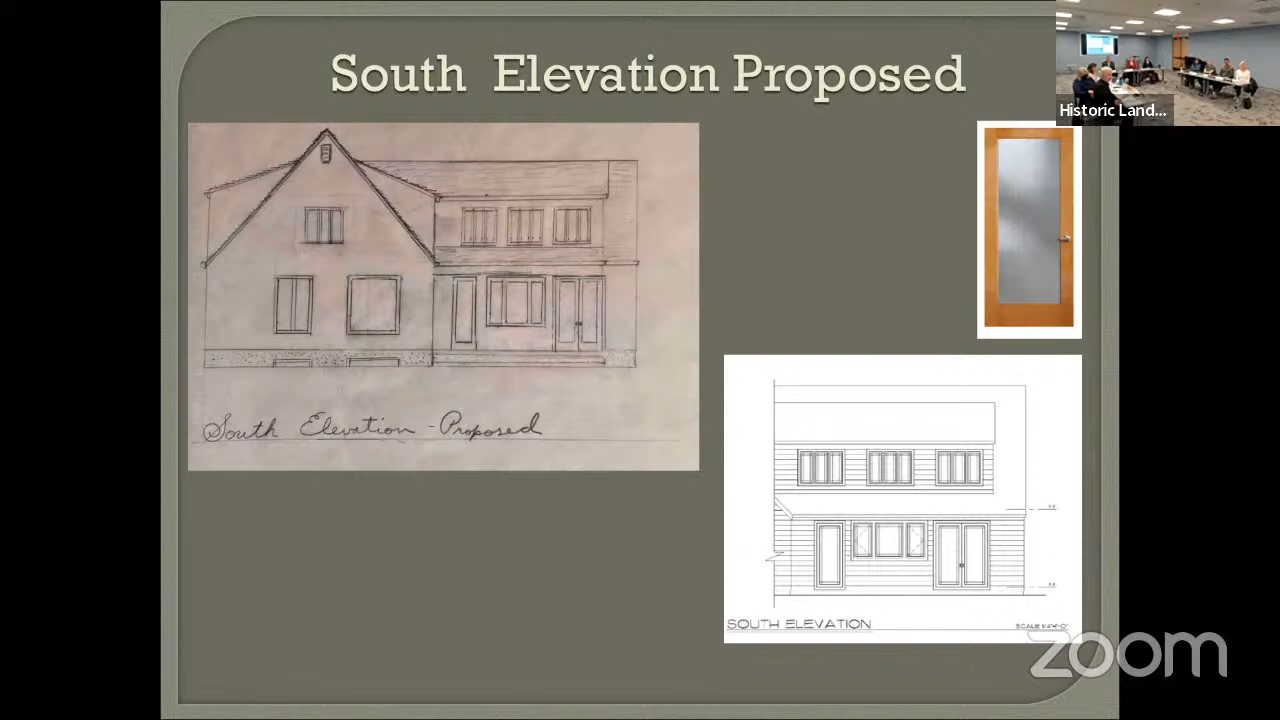 South Elevation Proposed
Historic Land...
South Elevation - Proposed
SOUTH ELEVATION
zoom